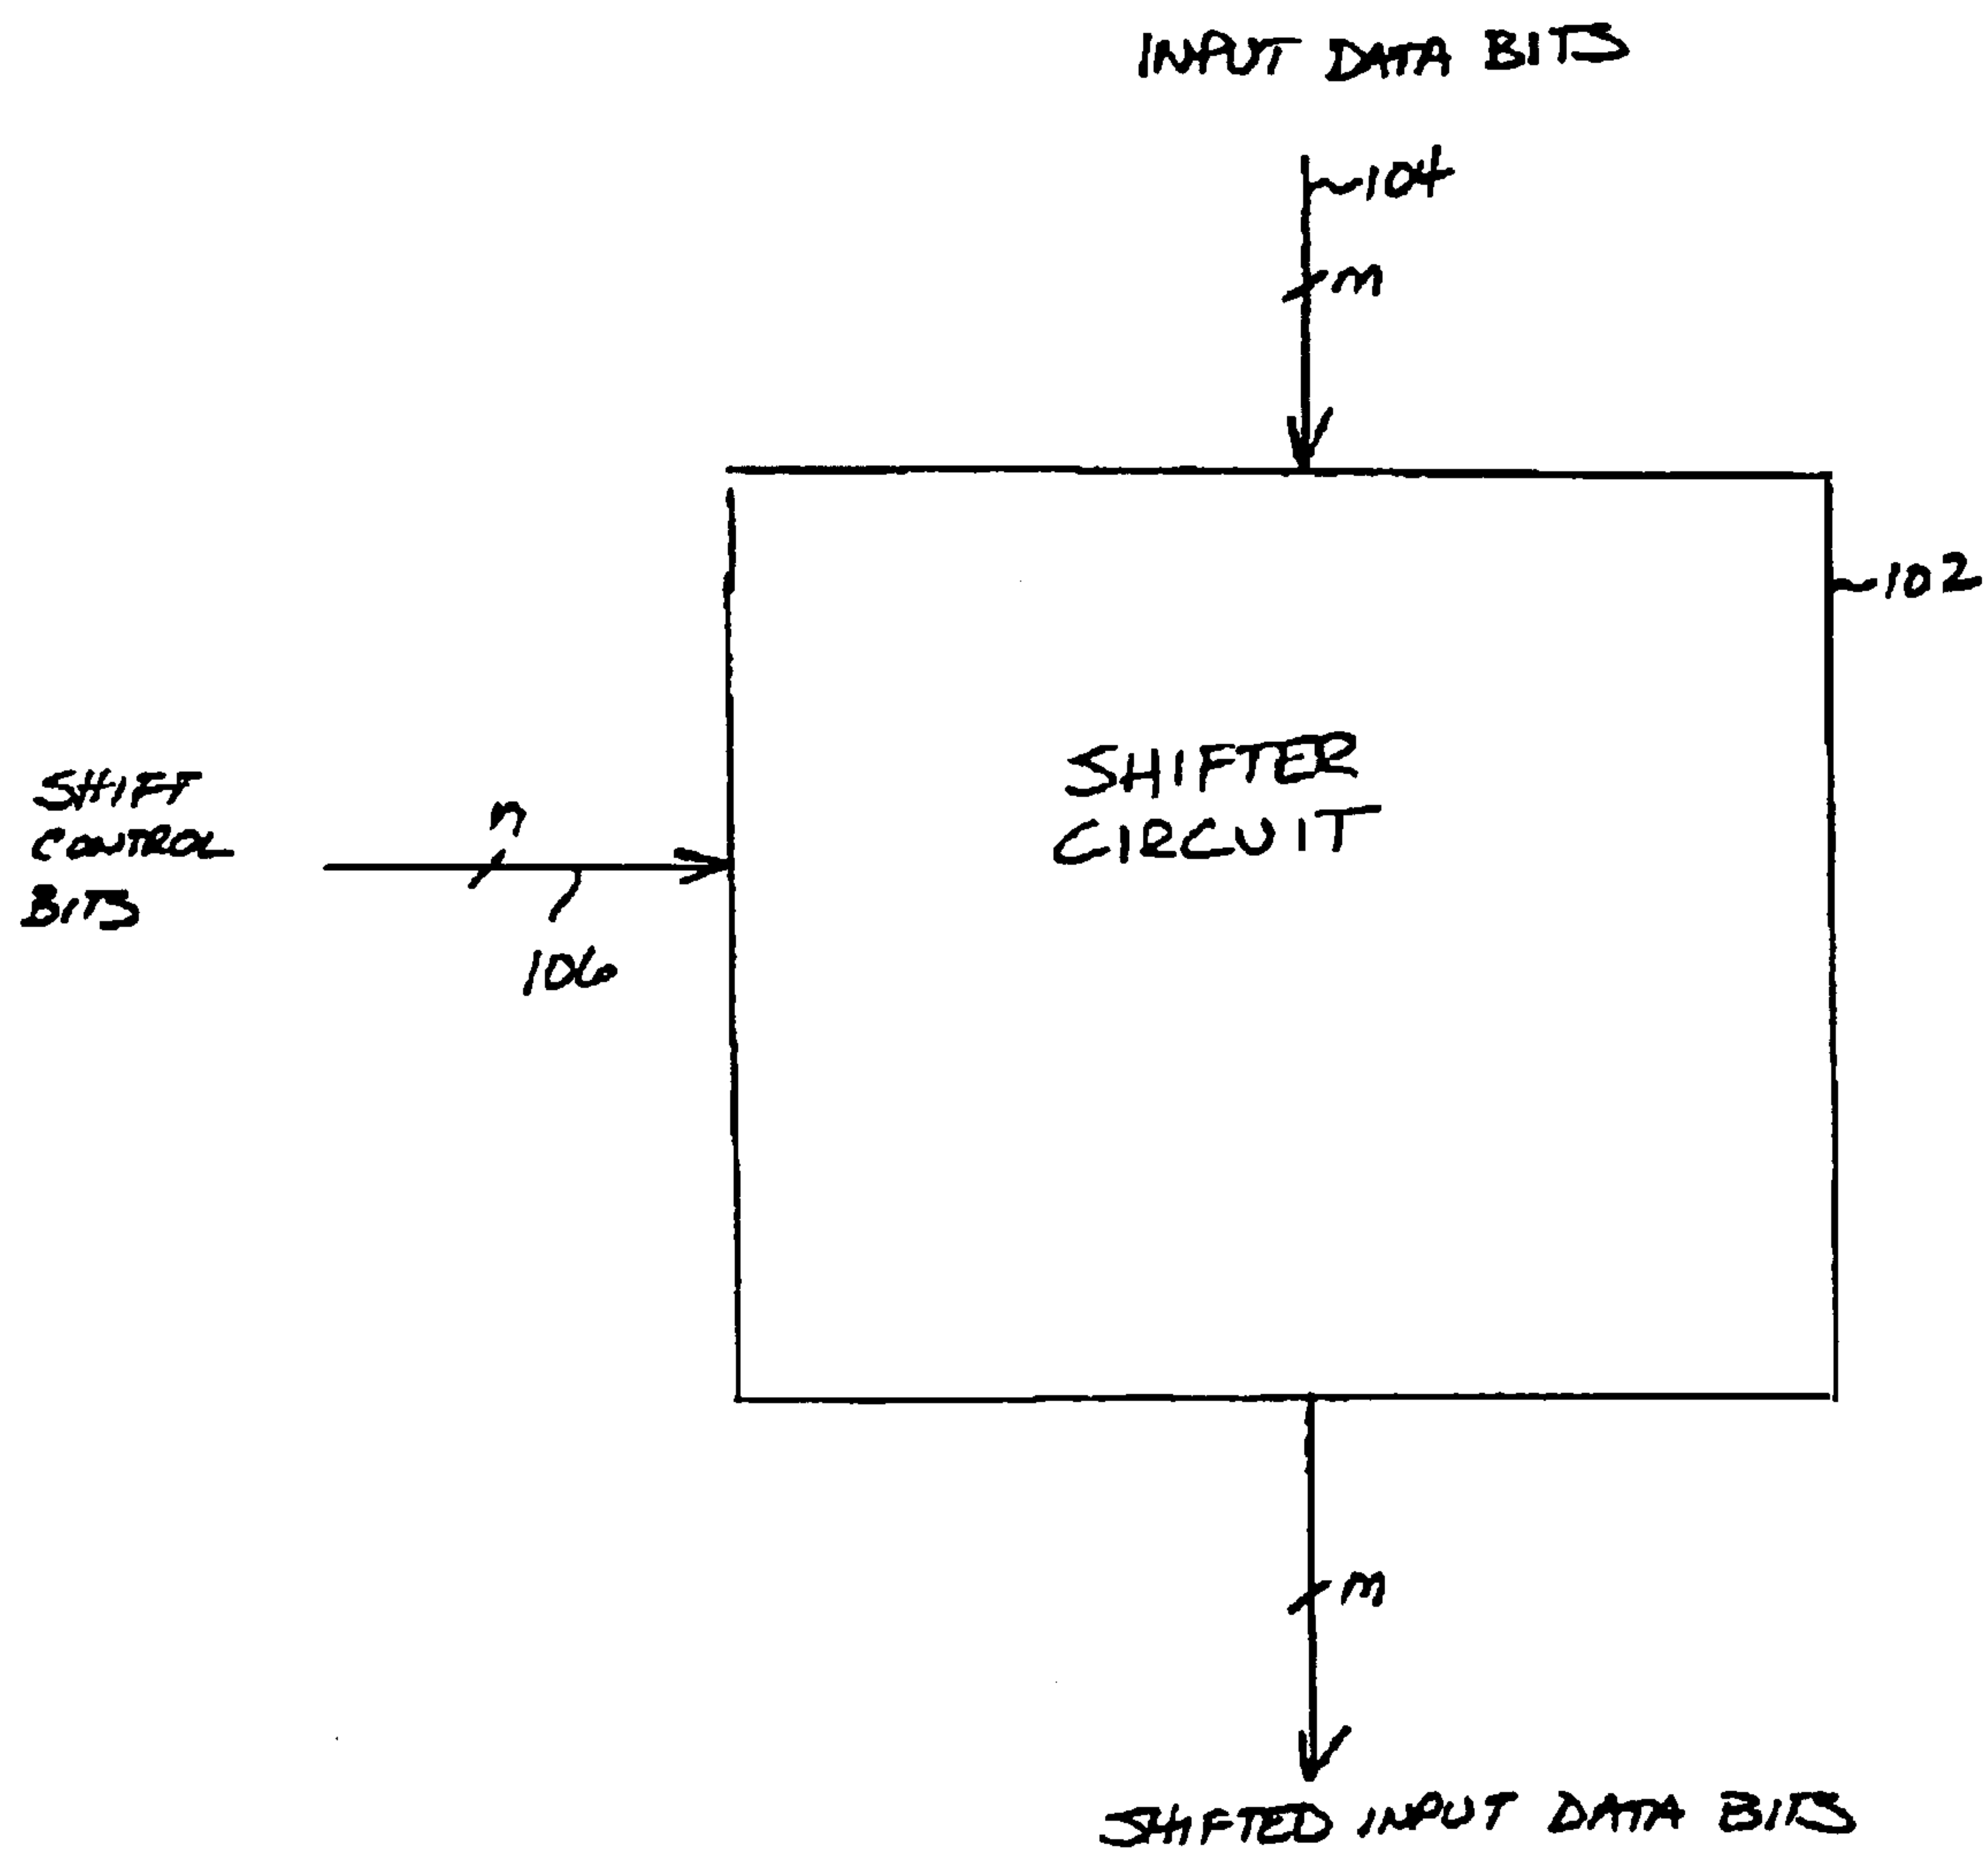 INPUT DATA BITS
104
m
102
SHIFTER
CIRCUIT
SHIFT
CONTROL
BITS
n
106
m
SHIFTED INPUT DATA BITS